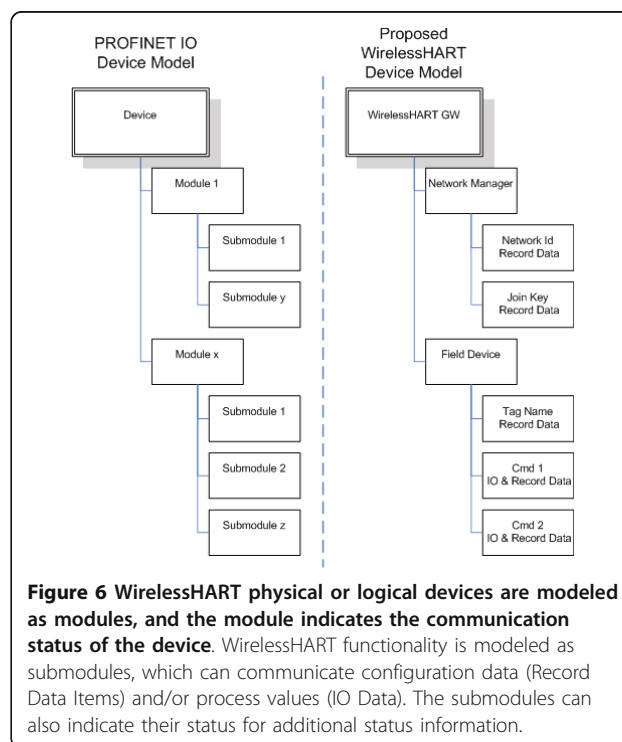 PROFINET IO
Device Model
Device
Module 1
Submodule 1
Submodule y
Module x
Submodule 1
Submodule 2
Submodule z
Proposed
WirelessHART
Device Model
WirelessHART GW
Network Manager
Network Id
Record Data
Join Key
Record Data
Field Device
Tag Name
Record Data
Cmd 1
IO & Record Data
Cmd 2
IO & Record Data
Figure 6 WirelessHART physical or logical devices are modeled
as modules, and the module indicates the communication
status of the device. WirelessHART functionality is modeled as
submodules, which can communicate configuration data (Record
Data Items) and/or process values (IO Data). The submodules can
also indicate their status for additional status information.